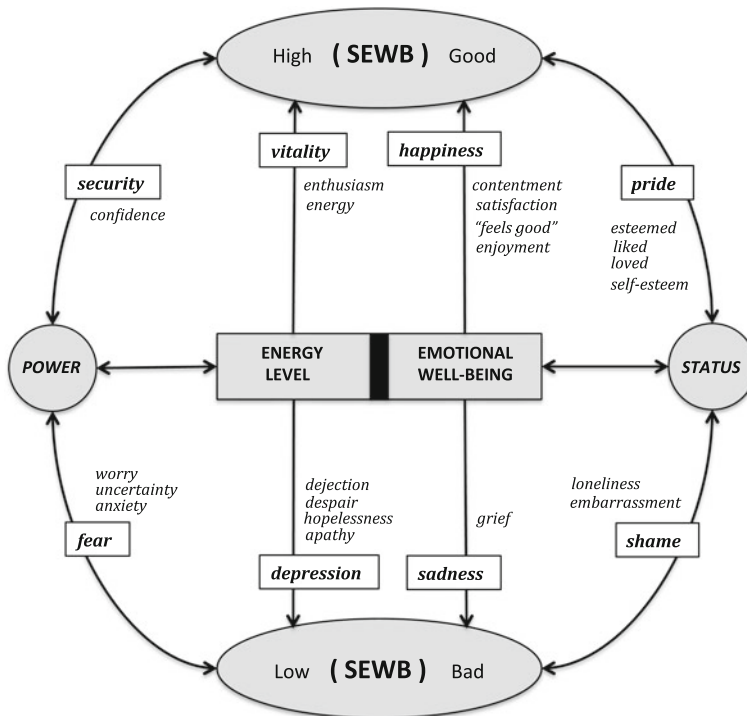 High ( SEWB ) Good
vitality
happiness
security
pride
enthusiasm
energy
contentment
satisfaction
“feels good”
enjoyment
confidence
esteemed
liked
loved
self-esteem
POWER
ENERGY
LEVEL
EMOTIONAL
WELL-BEING
STATUS
worry
uncertainty
anxiety
dejection
despair
hopelessness
apathy
grief
loneliness
embarrassment
fear
depression
sadness
shame
Low ( SEWB ) Bad